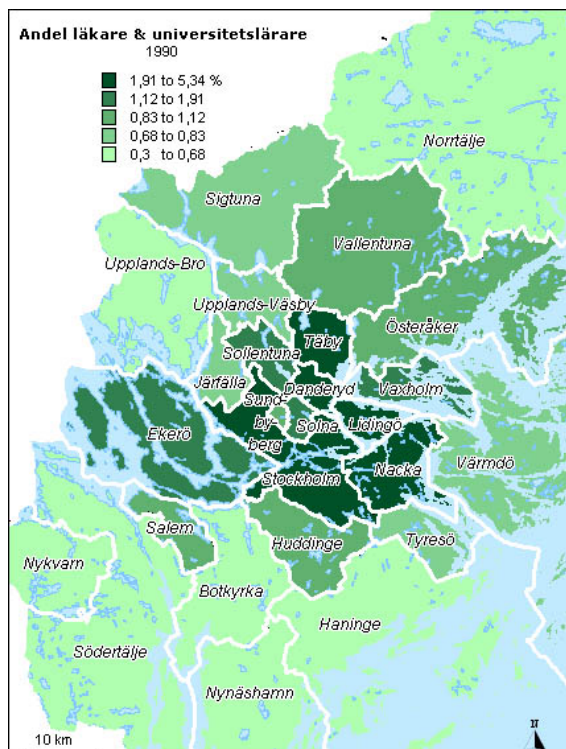 Andel läkare & universitetslärare
1990
1,91 to 5,34 %
1,12 to 1,91
0,83 to 1,12
0,68 to 0,83
0,3 to 0,68
Norrtälje
Sigtuna
Vallentuna
Upplands-Bro
Upplands-Väsby
Österåker
Täby
Sollentuna
Järfälla
Danderyd
Vaxholm
Sund-
by-
berg
Solna
Lidingö
Ekerö
Värmdö
Nacka
Stockholm
Salem
Huddinge
Tyresö
Nykvarn
Botkyrka
Haninge
Södertälje
Nynäshamn
10 km
N